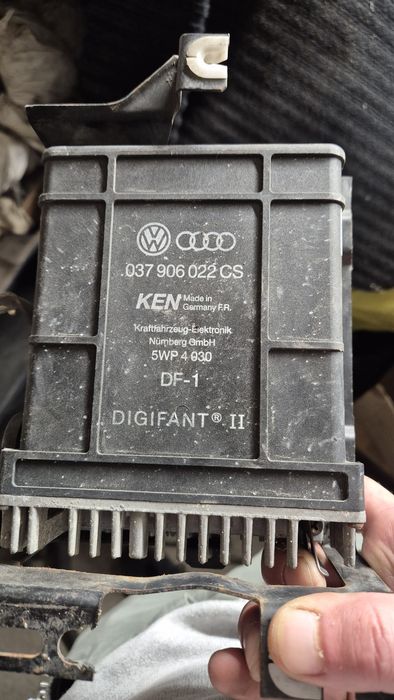 037 906 022 CS
KEN Made in
Germany F.R.
Kraftfahrzeug-Elektronik
Nürnberg GmbH
5WP 4 030
DF-1
DIGIFANT® II